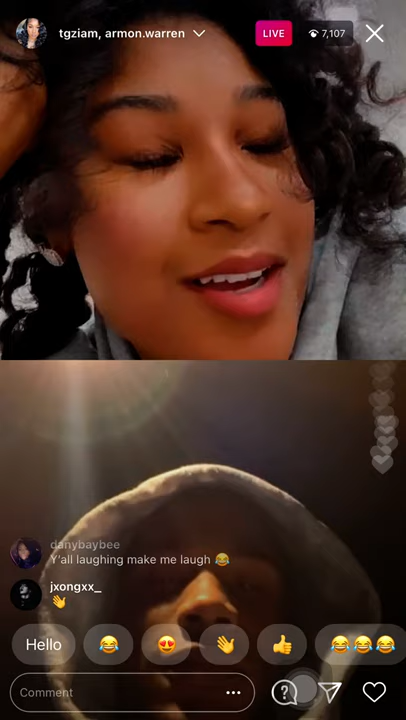 tgziam, armon.warren
LIVE
7,107
danybaybee
Y'all laughing make me laugh 😂
jxongxx_
👋
Hello 😂 😍 👋 👍 😂😂😂
Comment